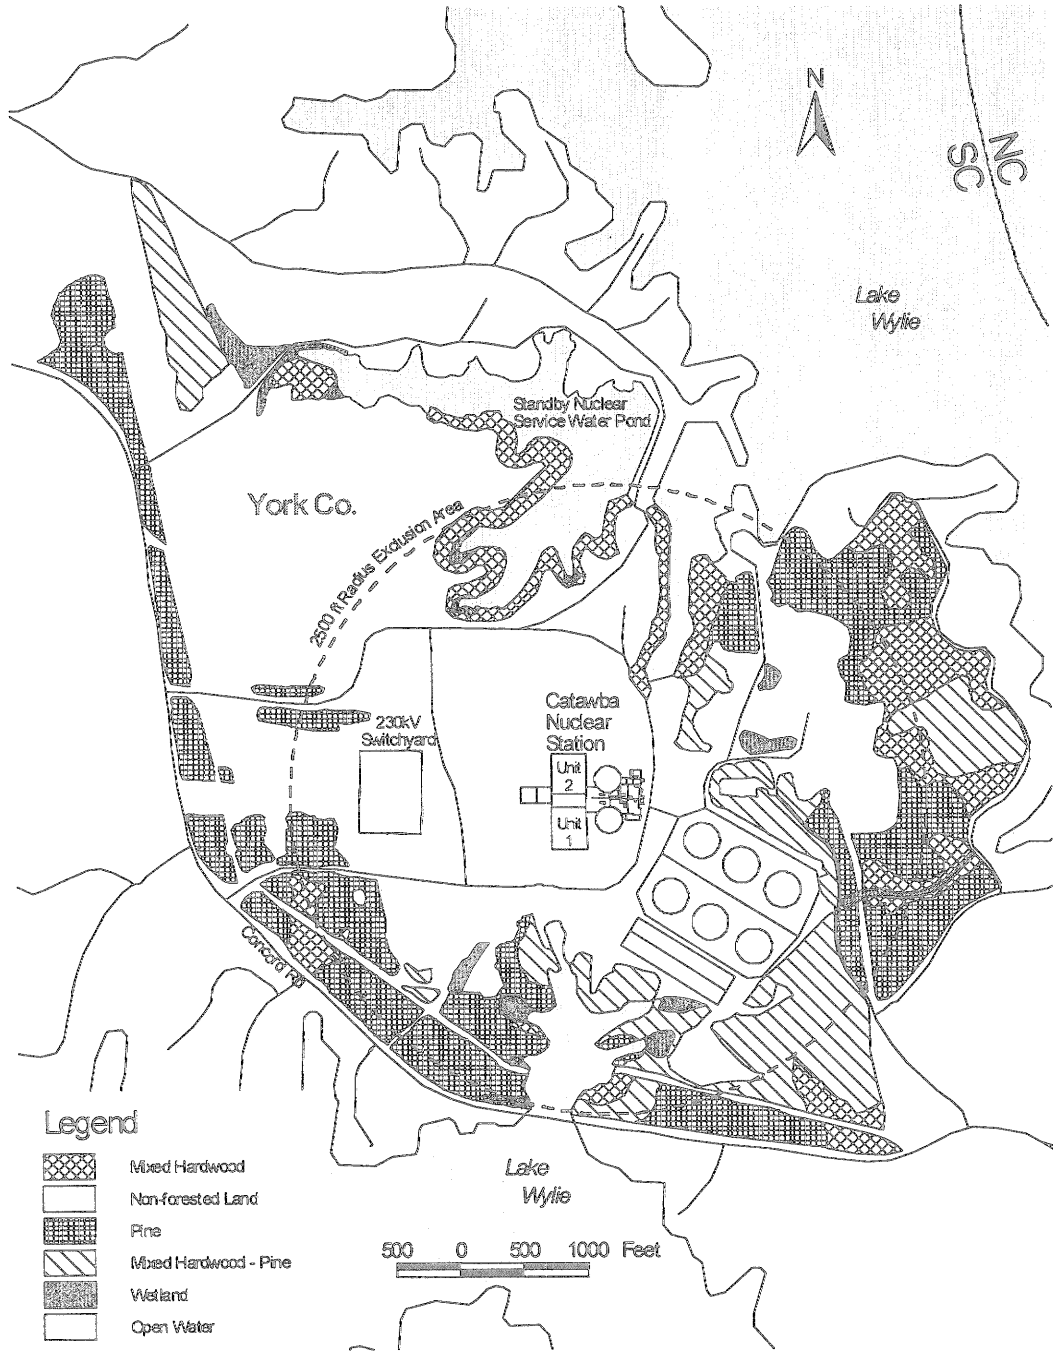 N
NC
SC
Lake
Wylie
Standby Nuclear
Service Water Pond
York Co.
2500 ft Radius Exclusion Area
Catawba
Nuclear
Station
230kV
Switchyard
Unit
2
Unit
1
Concord Rd
Legend
Mixed Hardwood
Non-forested Land
Pine
Mixed Hardwood - Pine
Wetland
Open Water
Lake
Wylie
500 0 500 1000 Feet